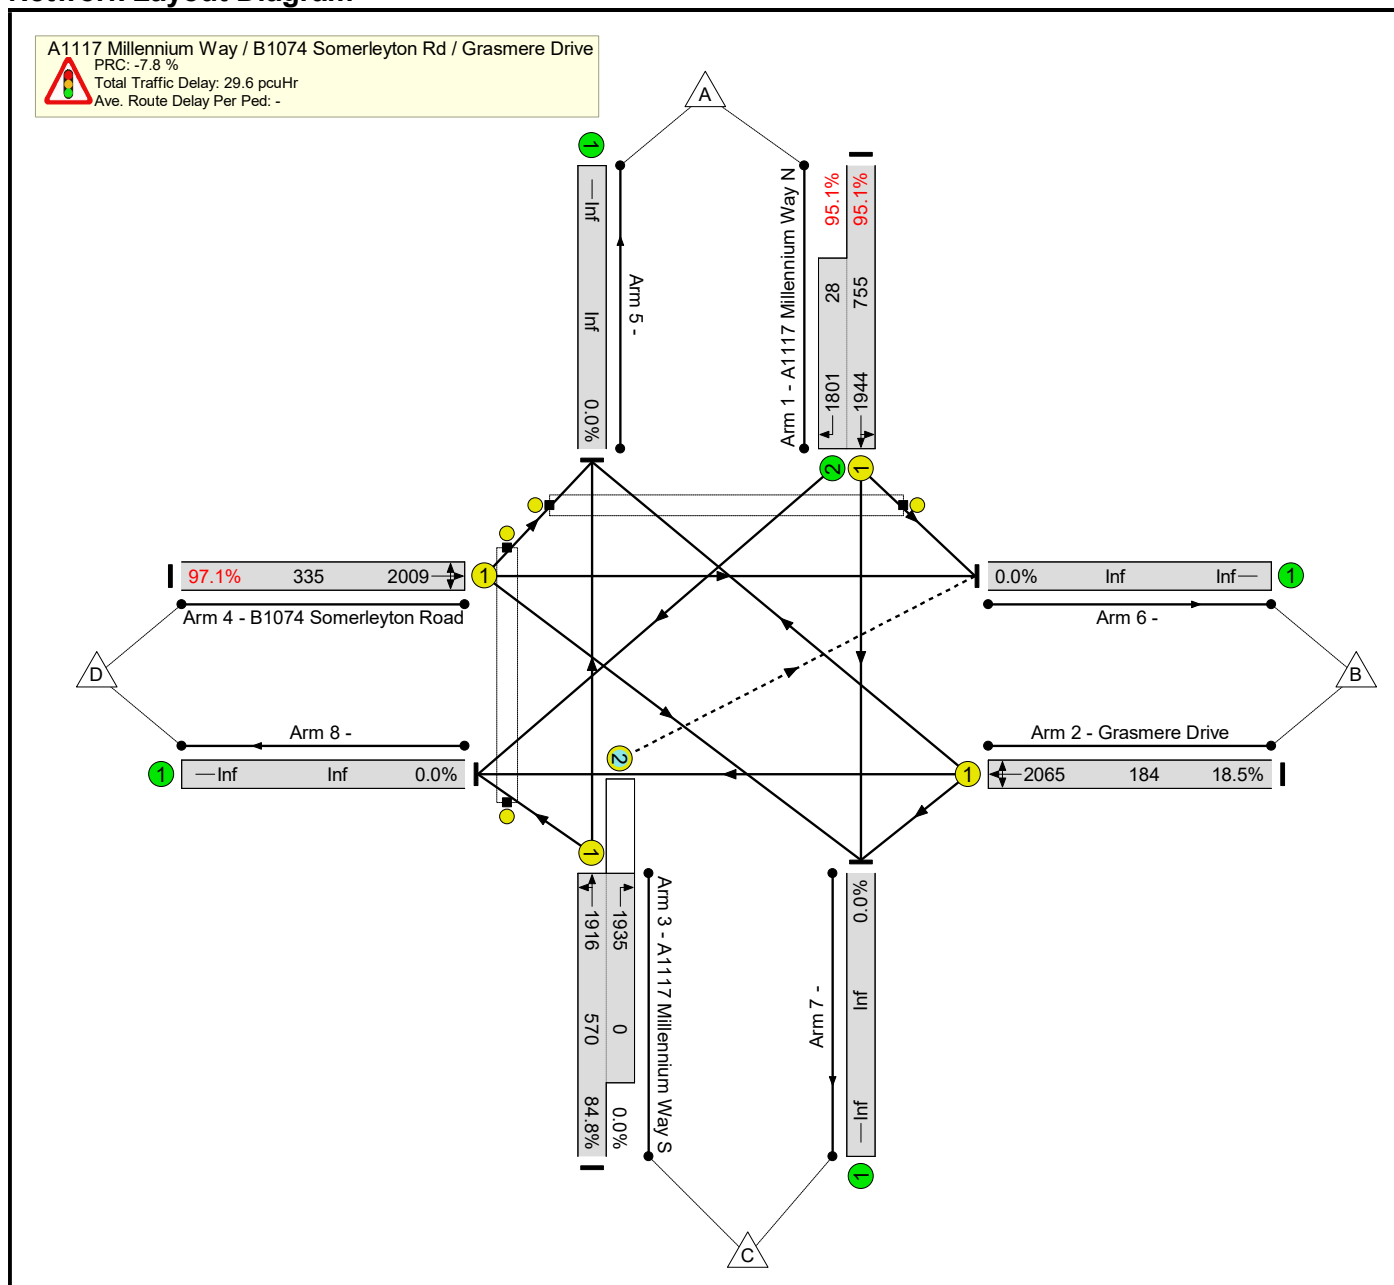 Network Layout Diagram
A1117 Millennium Way / B1074 Somerleyton Rd / Grasmere Drive
PRC: -7.8 %
Total Traffic Delay: 29.6 pcuHr
Ave. Route Delay Per Ped: -
A
1
Inf
Inf
0.0%
Arm 5 -
Arm 1 - A1117 Millennium Way N
95.1%
28
1801
95.1%
755
1944
2
1
97.1% 335 2009
1
Arm 4 - B1074 Somerleyton Road
0.0% Inf Inf
1
Arm 6 -
D
B
Arm 8 -
1
Inf Inf 0.0%
Arm 2 - Grasmere Drive
1
2065 184 18.5%
2
1
1916
570
84.8%
1935
0
0.0%
Arm 3 - A1117 Millennium Way S
Arm 7 -
0.0%
Inf
Inf
1
C